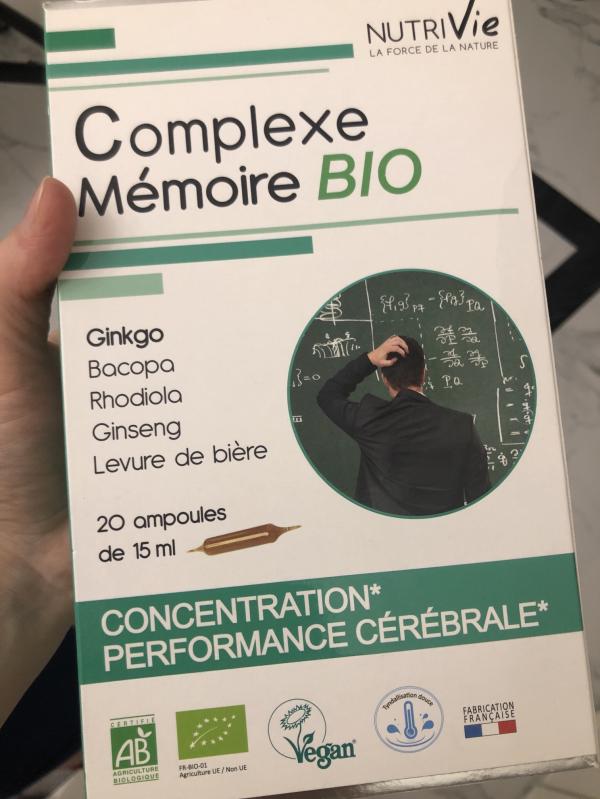 NUTRIVie
LA FORCE DE LA NATURE
Complexe
Mémoire BIO
Ginkgo
Bacopa
Rhodiola
Ginseng
Levure de bière
20 ampoules
de 15 ml
CONCENTRATION*
PERFORMANCE CÉRÉBRALE*
CERTIFIÉ
AB
AGRICULTURE
BIOLOGIQUE
FR-BIO-01
Agriculture UE / Non UE
Vegan
Tyndallisation douce
FABRICATION
FRANÇAISE